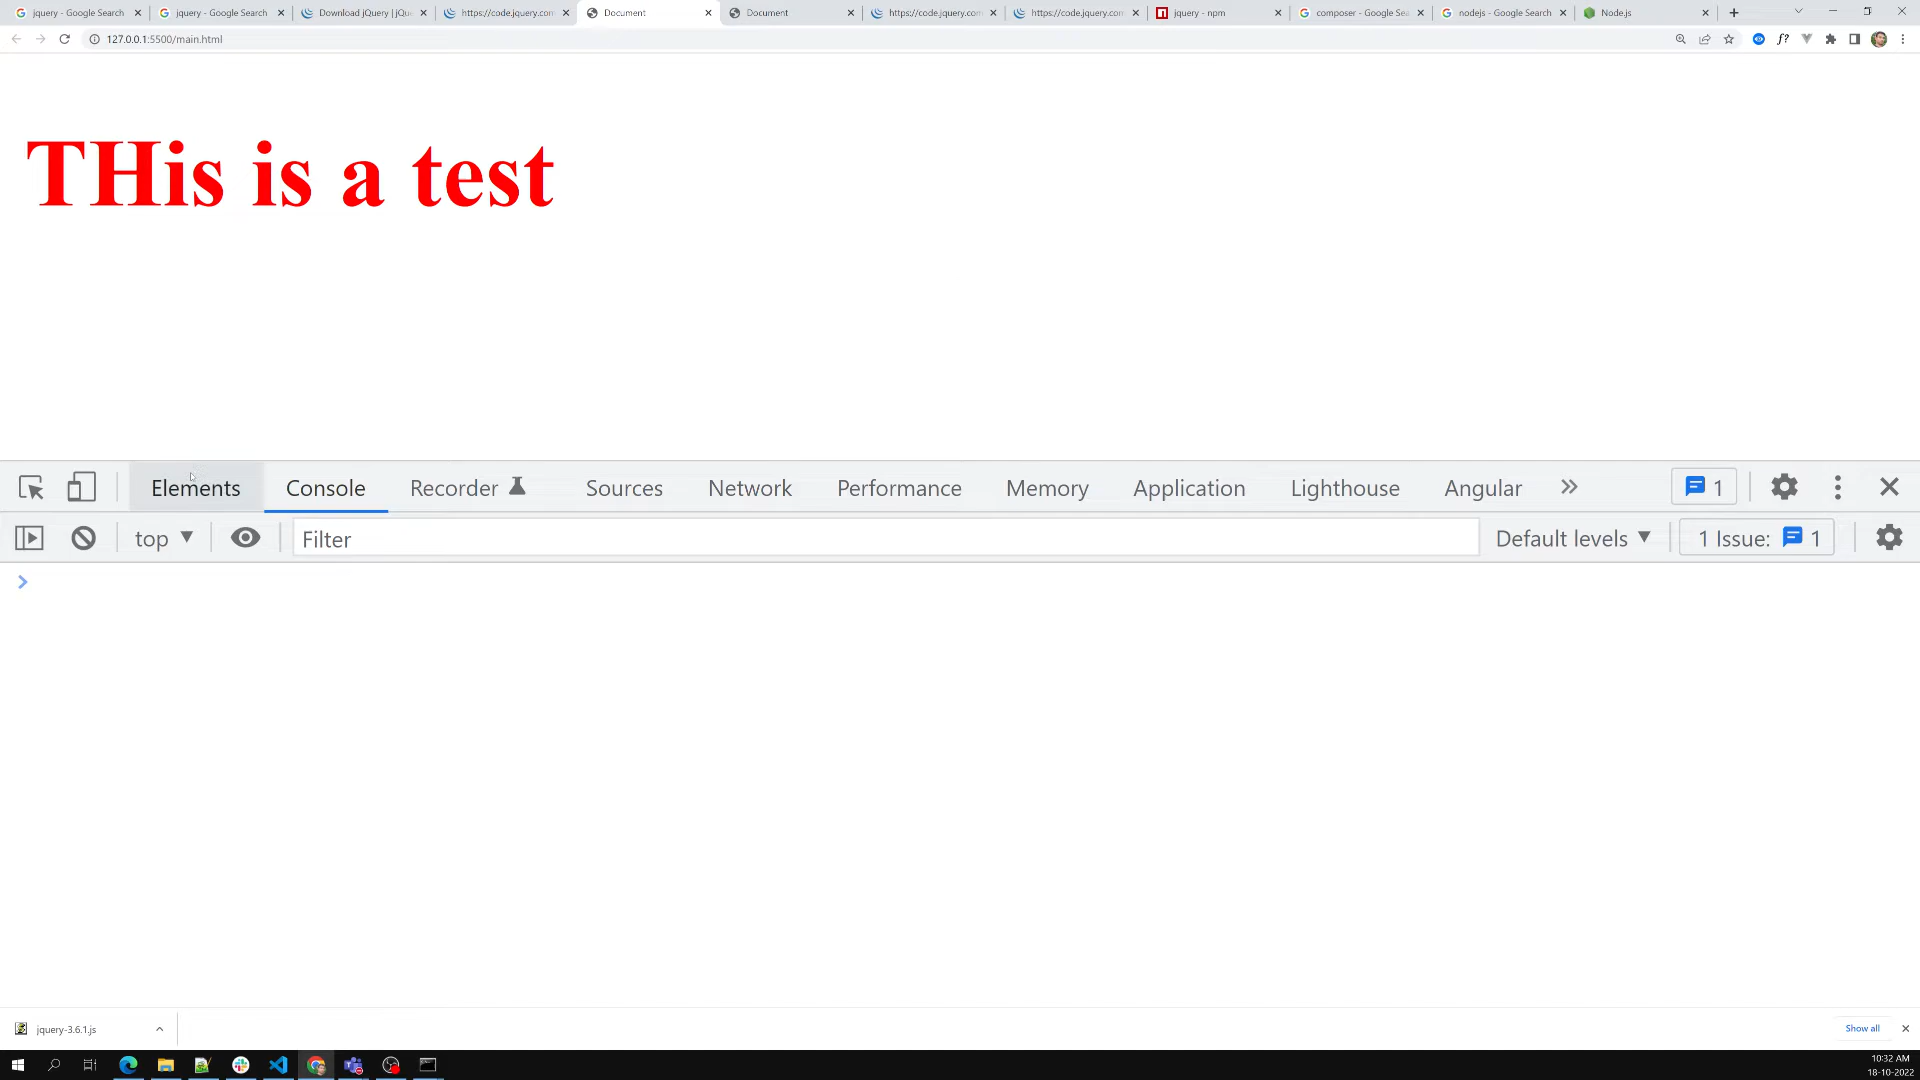 jquery - Google Search
jquery - Google Search
Download jQuery | jQu
https://code.jquery.con
Document
Document
https://code.jquery.com
https://code.jquery.com
jquery - npm
composer - Google Sea
nodejs - Google Search
Node.js
127.0.0.1:5500/main.html
f?
THis is a test
Elements Console Recorder Sources Network Performance Memory Application Lighthouse Angular 1
top Filter Default levels 1 Issue: 1
jquery-3.6.1.js
Show all
10:32 AM
18-10-2022